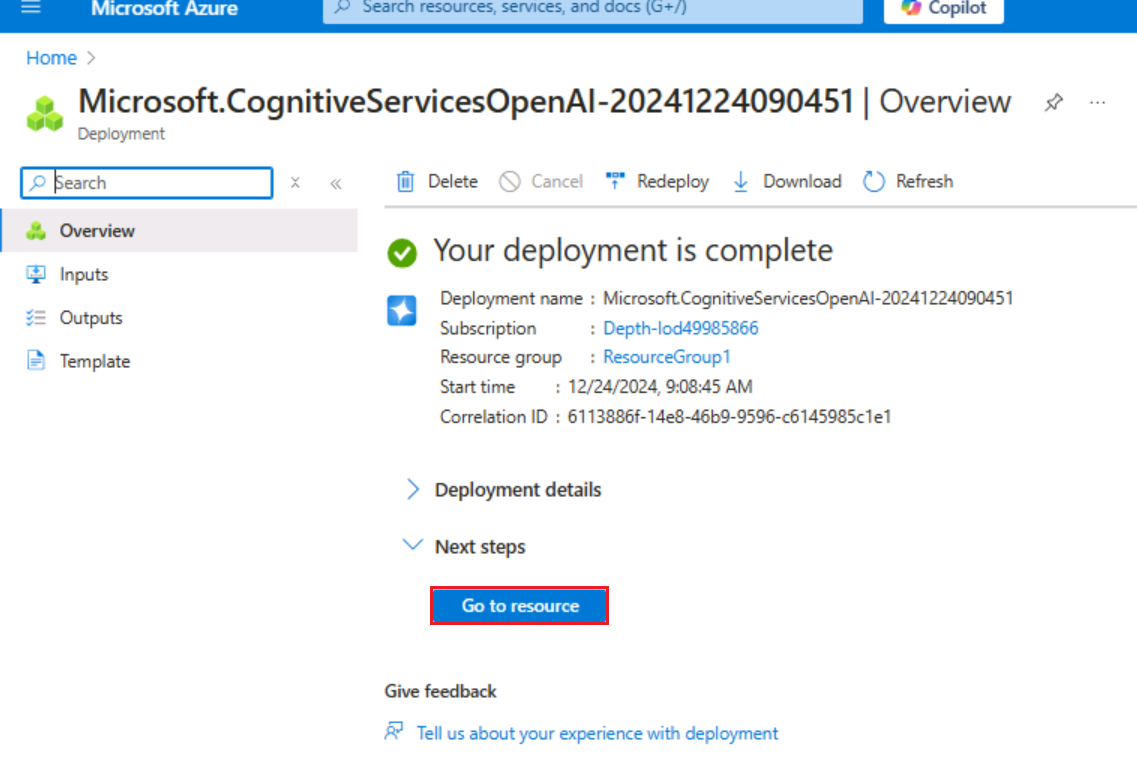 Microsoft Azure
Search resources, services, and docs (G+/)
Copilot
Home >
Microsoft.CognitiveServicesOpenAI-20241224090451 | Overview
Deployment
Search
Delete
Cancel
Redeploy
Download
Refresh
Overview
Inputs
Outputs
Template
Your deployment is complete
Deployment name : Microsoft.CognitiveServicesOpenAI-20241224090451
Subscription : Depth-lod49985866
Resource group : ResourceGroup1
Start time : 12/24/2024, 9:08:45 AM
Correlation ID : 6113886f-14e8-46b9-9596-c6145985c1e1
Deployment details
Next steps
Go to resource
Give feedback
Tell us about your experience with deployment